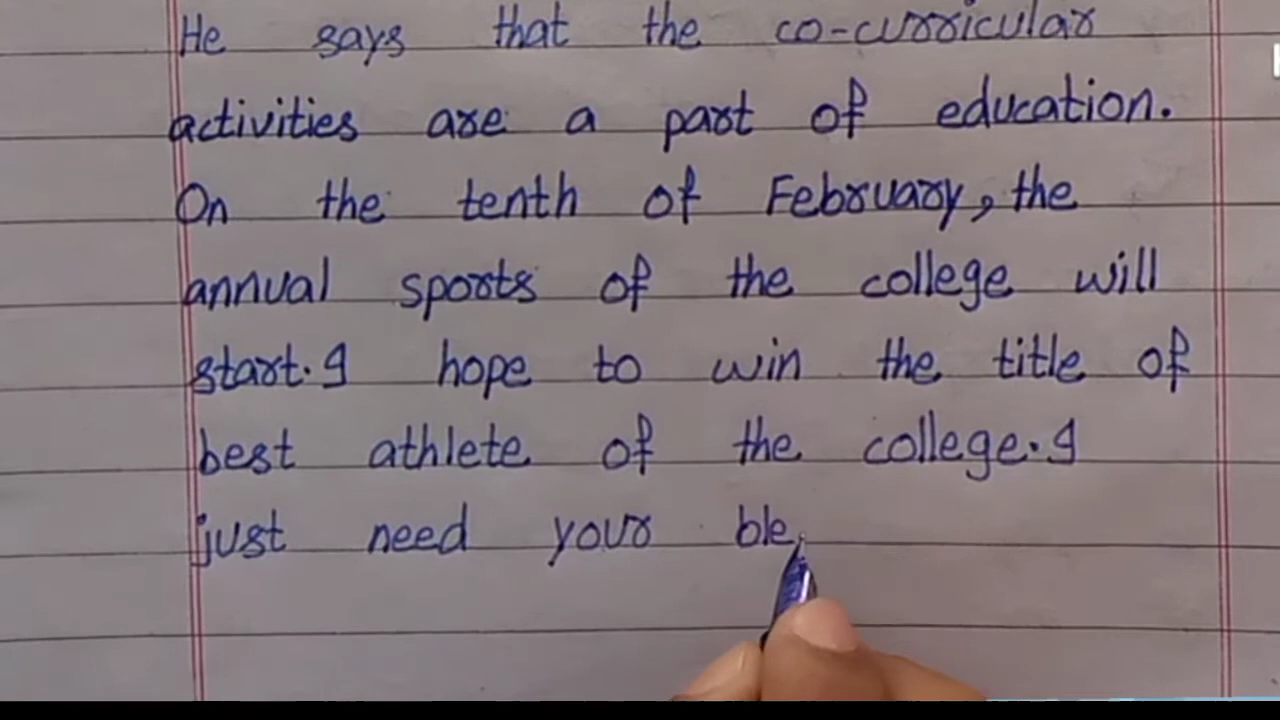 He says that the co-curricular
activities are a part of education.
On the tenth of February, the
annual sports of the college will
start. I hope to win the title of
best athlete of the college. I
just need your ble